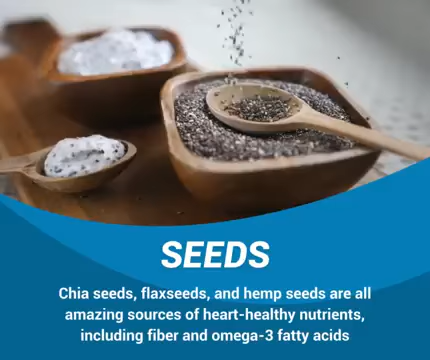 SEEDS
Chia seeds, flaxseeds, and hemp seeds are all
amazing sources of heart-healthy nutrients,
including fiber and omega-3 fatty acids